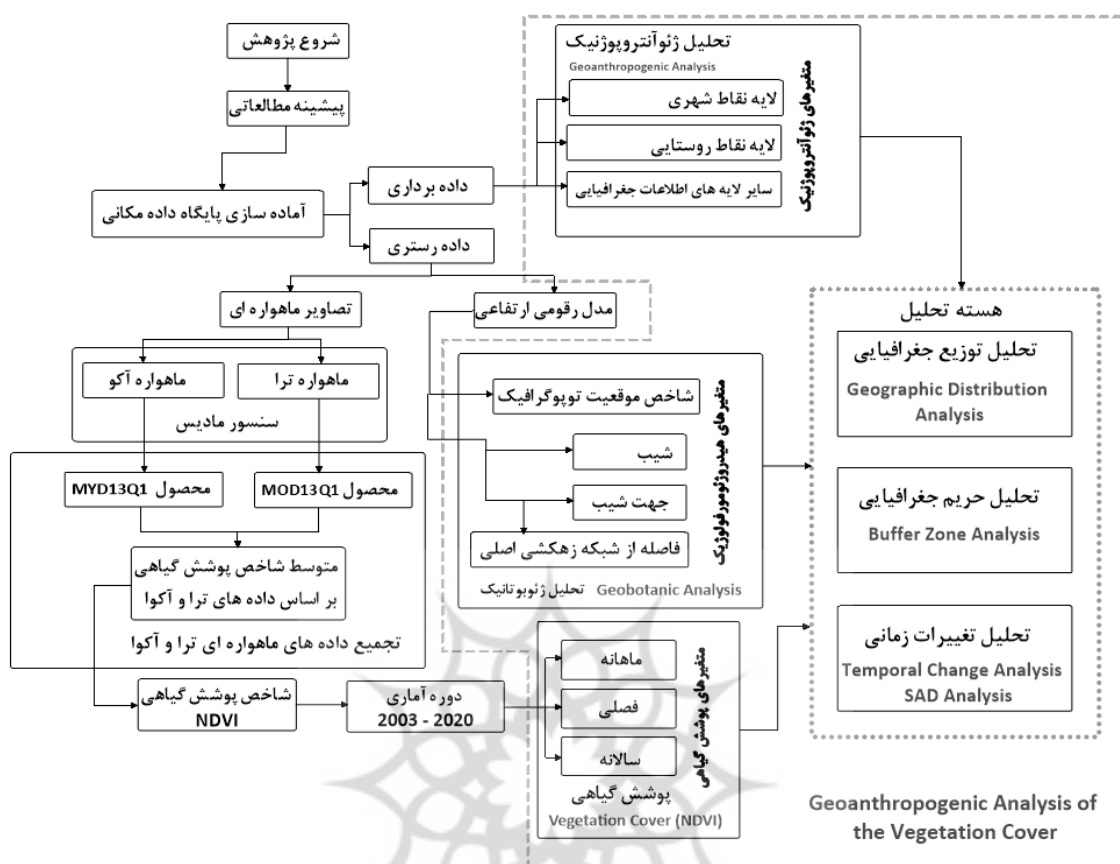 شروع پژوهش
پیشینه مطالعاتی
آماده سازی پایگاه داده مکانی
داده برداری
داده رستری
تحلیل ژئوآنتروپوژنیک
Geoanthropogenic Analysis
لایه نقاط شهری
لایه نقاط روستایی
سایر لایه های اطلاعات جغرافیایی
متغیرهای ژئوآنتروپوژنیک
تصاویر ماهواره ای
مدل رقومی ارتفاعی
ماهواره آکو
ماهواره ترا
سنسور مادیس
محصول MYD13Q1
محصول MOD13Q1
متوسط شاخص پوشش گیاهی
بر اساس داده های ترا و آکوا
تجمیع داده های ماهواره ای ترا و آکوا
شاخص موقعیت توپوگرافیک
شیب
جهت شیب
فاصله از شبکه زهکشی اصلی
تحلیل ژئوبوتانیک Geobotanic Analysis
متغیرهای هیدروژئومورفولوژیک
شاخص پوشش گیاهی
NDVI
دوره آماری
2003 - 2020
ماهانه
فصلی
سالانه
پوشش گیاهی
Vegetation Cover (NDVI)
متغیرهای پوشش گیاهی
هسته تحلیل
تحلیل توزیع جغرافیایی
Geographic Distribution
Analysis
تحلیل حریم جغرافیایی
Buffer Zone Analysis
تحلیل تغییرات زمانی
Temporal Change Analysis
SAD Analysis
Geoanthropogenic Analysis of
the Vegetation Cover